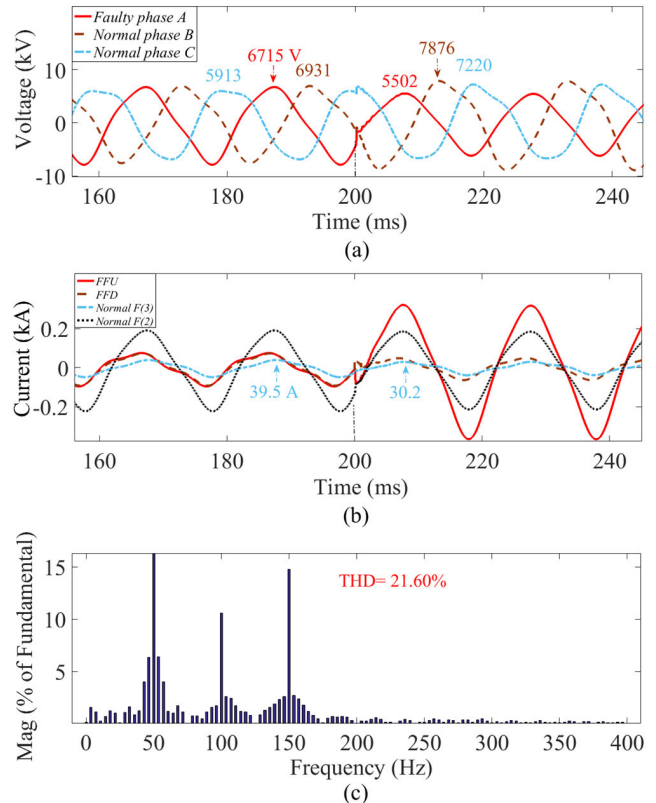 Faulty phase A
Normal phase B
Normal phase C
6715 V
7876
5913
6931
7220
5502
Voltage (kV)
10
0
-10
160
180
200
220
240
Time (ms)
(a)
FFU
FFD
Normal F(3)
Normal F(2)
Current (kA)
0.2
0
-0.2
39.5 A
30.2
160
180
200
220
240
Time (ms)
(b)
Mag (% of Fundamental)
15
10
5
THD= 21.60%
0
50
100
150
200
250
300
350
400
Frequency (Hz)
(c)